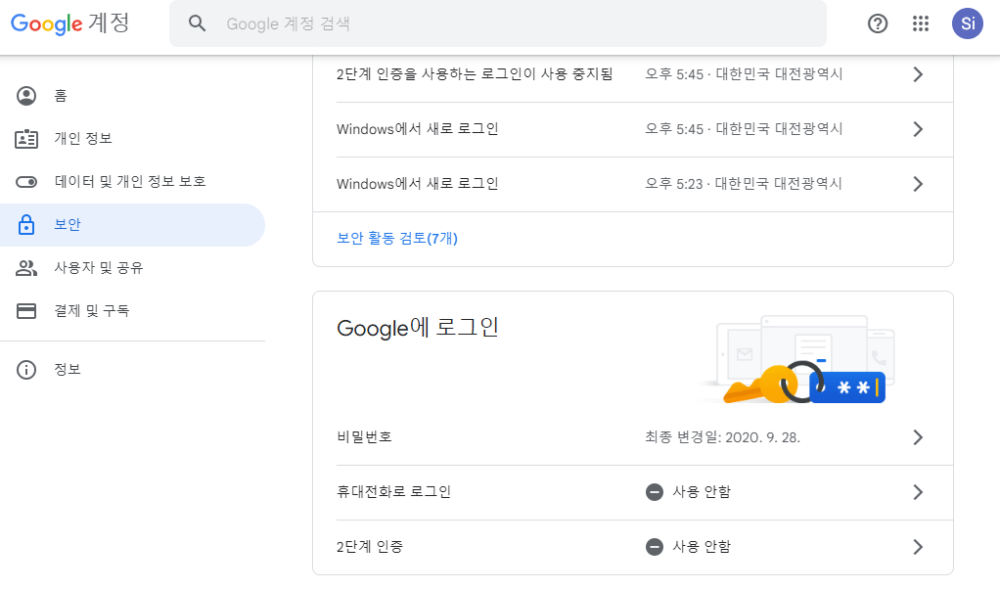 Google 계정
Google 계정 검색
Si
홈
개인 정보
데이터 및 개인 정보 보호
보안
사용자 및 공유
결제 및 구독
정보
2단계 인증을 사용하는 로그인이 사용 중지됨 오후 5:45 · 대한민국 대전광역시
Windows에서 새로 로그인 오후 5:45 · 대한민국 대전광역시
Windows에서 새로 로그인 오후 5:23 · 대한민국 대전광역시
보안 활동 검토(7개)
Google에 로그인
**
비밀번호 최종 변경일: 2020. 9. 28.
휴대전화로 로그인 사용 안함
2단계 인증 사용 안함